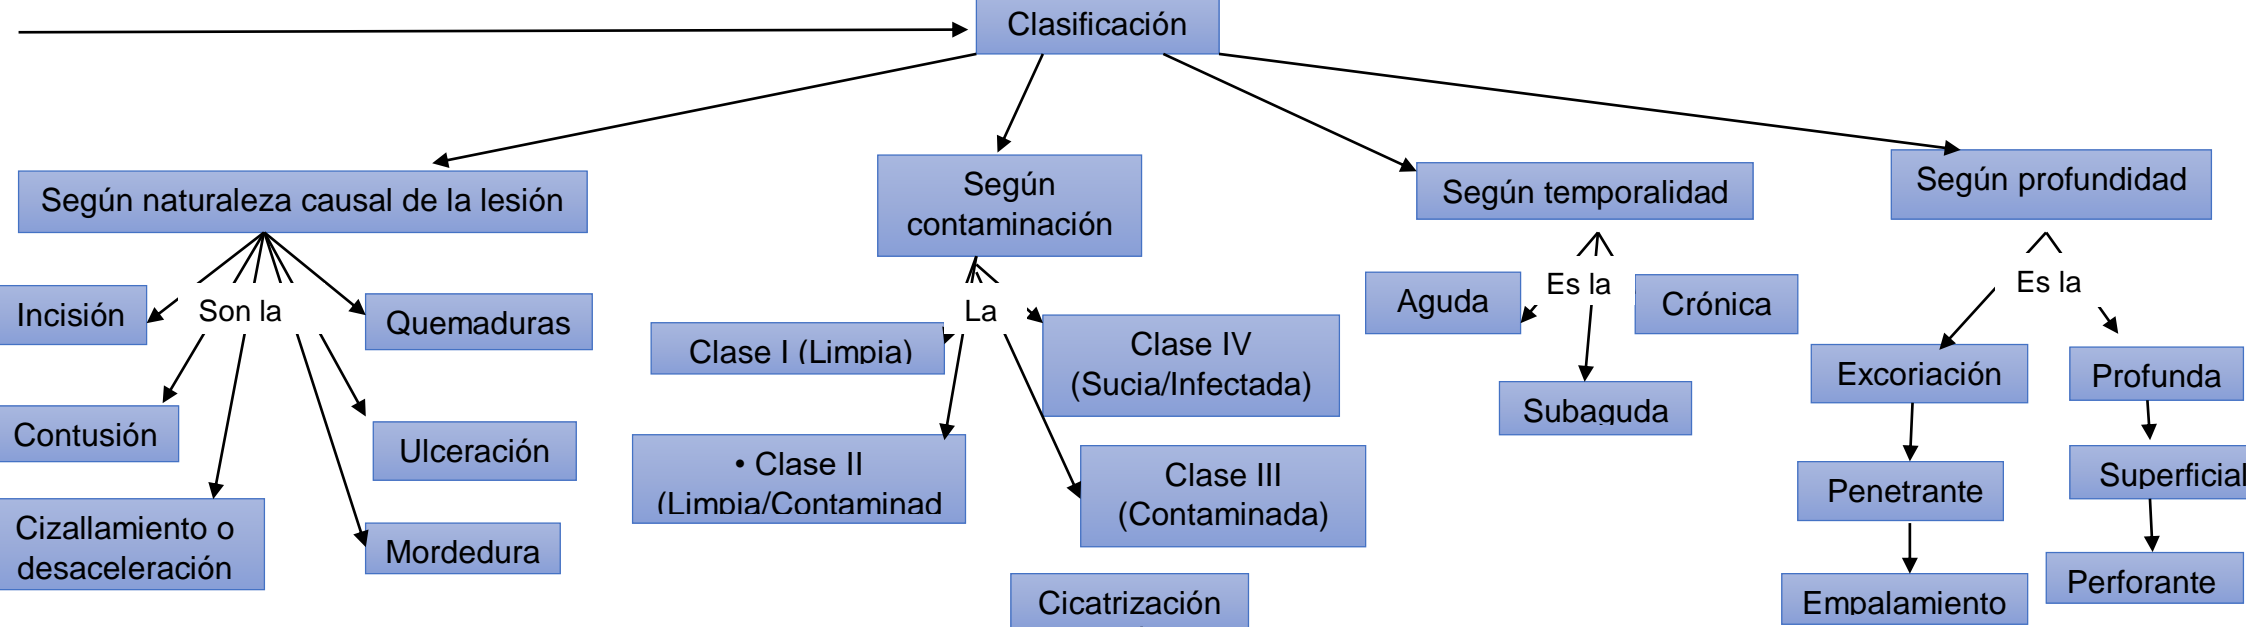 Clasificación
Según naturaleza causal de la lesión
Según
contaminación
Según temporalidad
Según profundidad
Incisión
Son la
Quemaduras
Contusión
Ulceración
Cizallamiento o
desaceleración
Mordedura
La
Clase I (Limpia)
Clase IV
(Sucia/Infectada)
• Clase II
(Limpia/Contaminad
Clase III
(Contaminada)
Es la
Aguda
Crónica
Subaguda
Es la
Excoriación
Profunda
Penetrante
Superficial
Empalamiento
Perforante
Cicatrización